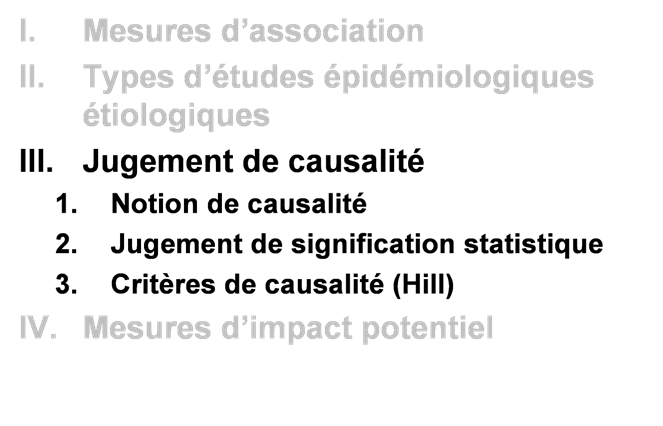 I. Mesures d’association
II. Types d’études épidémiologiques
étiologiques
III. Jugement de causalité
1. Notion de causalité
2. Jugement de signification statistique
3. Critères de causalité (Hill)
IV. Mesures d’impact potentiel